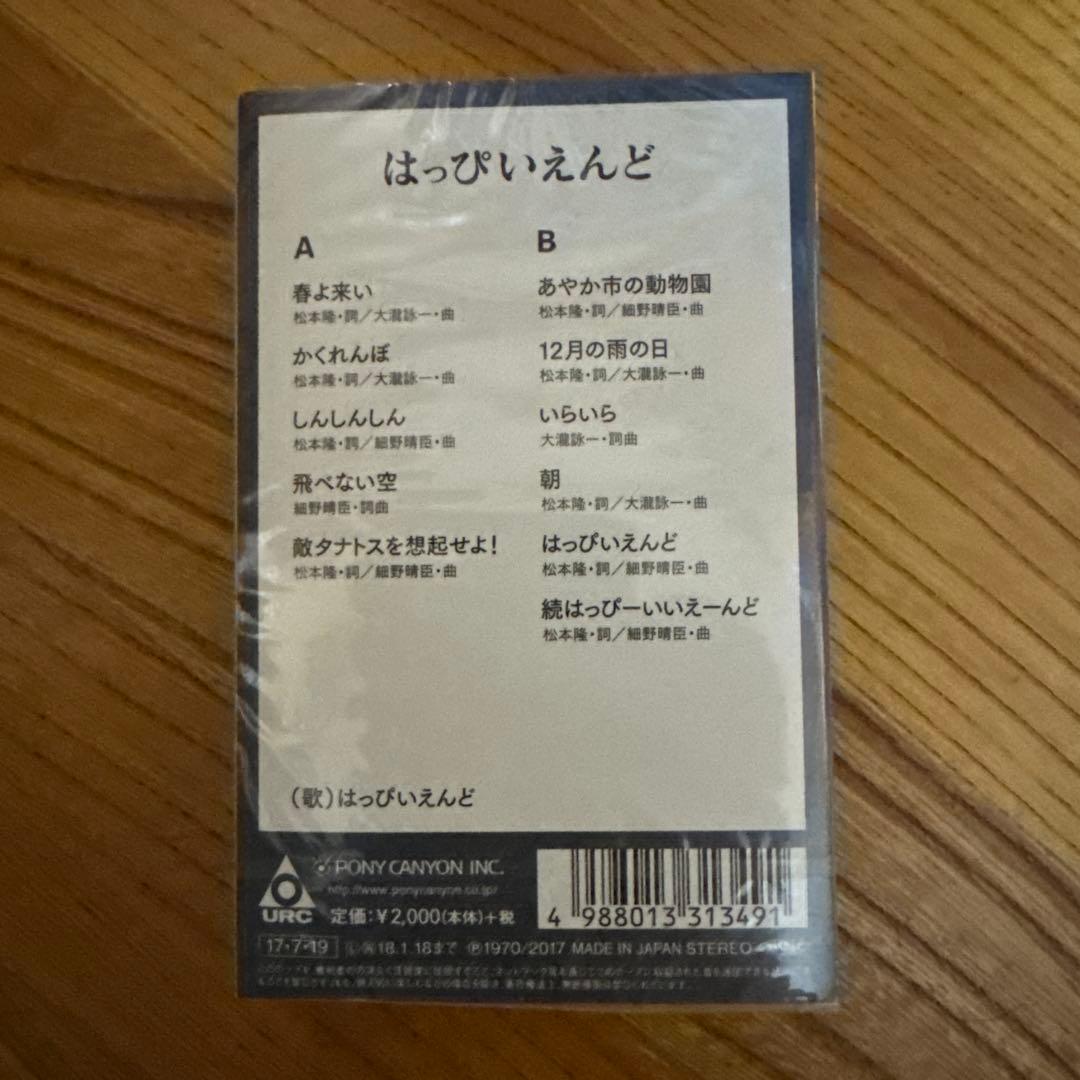 はっぴいえんど
A
春よ来い
松本隆・詞／大瀧詠一・曲
かくれんぼ
松本隆・詞／大瀧詠一・曲
しんしんしん
松本隆・詞／細野晴臣・曲
飛べない空
細野晴臣・詞曲
敵タナトスを想起せよ!
松本隆・詞／細野晴臣・曲
B
あやか市の動物園
松本隆・詞／細野晴臣・曲
12月の雨の日
松本隆・詞／大瀧詠一・曲
いらいら
大瀧詠一・詞曲
朝
松本隆・詞／大瀧詠一・曲
はっぴいえんど
松本隆・詞／細野晴臣・曲
続はっぴーいいえーんど
松本隆・詞／細野晴臣・曲
(歌)はっぴいえんど
URC
PONY CANYON INC.
http://www.ponycanyon.co.jp/
定価:¥2,000(本体)+税
4 988013 313491
17・7・19
18.1.18まで Ⓟ1970/2017 MADE IN JAPAN STEREO